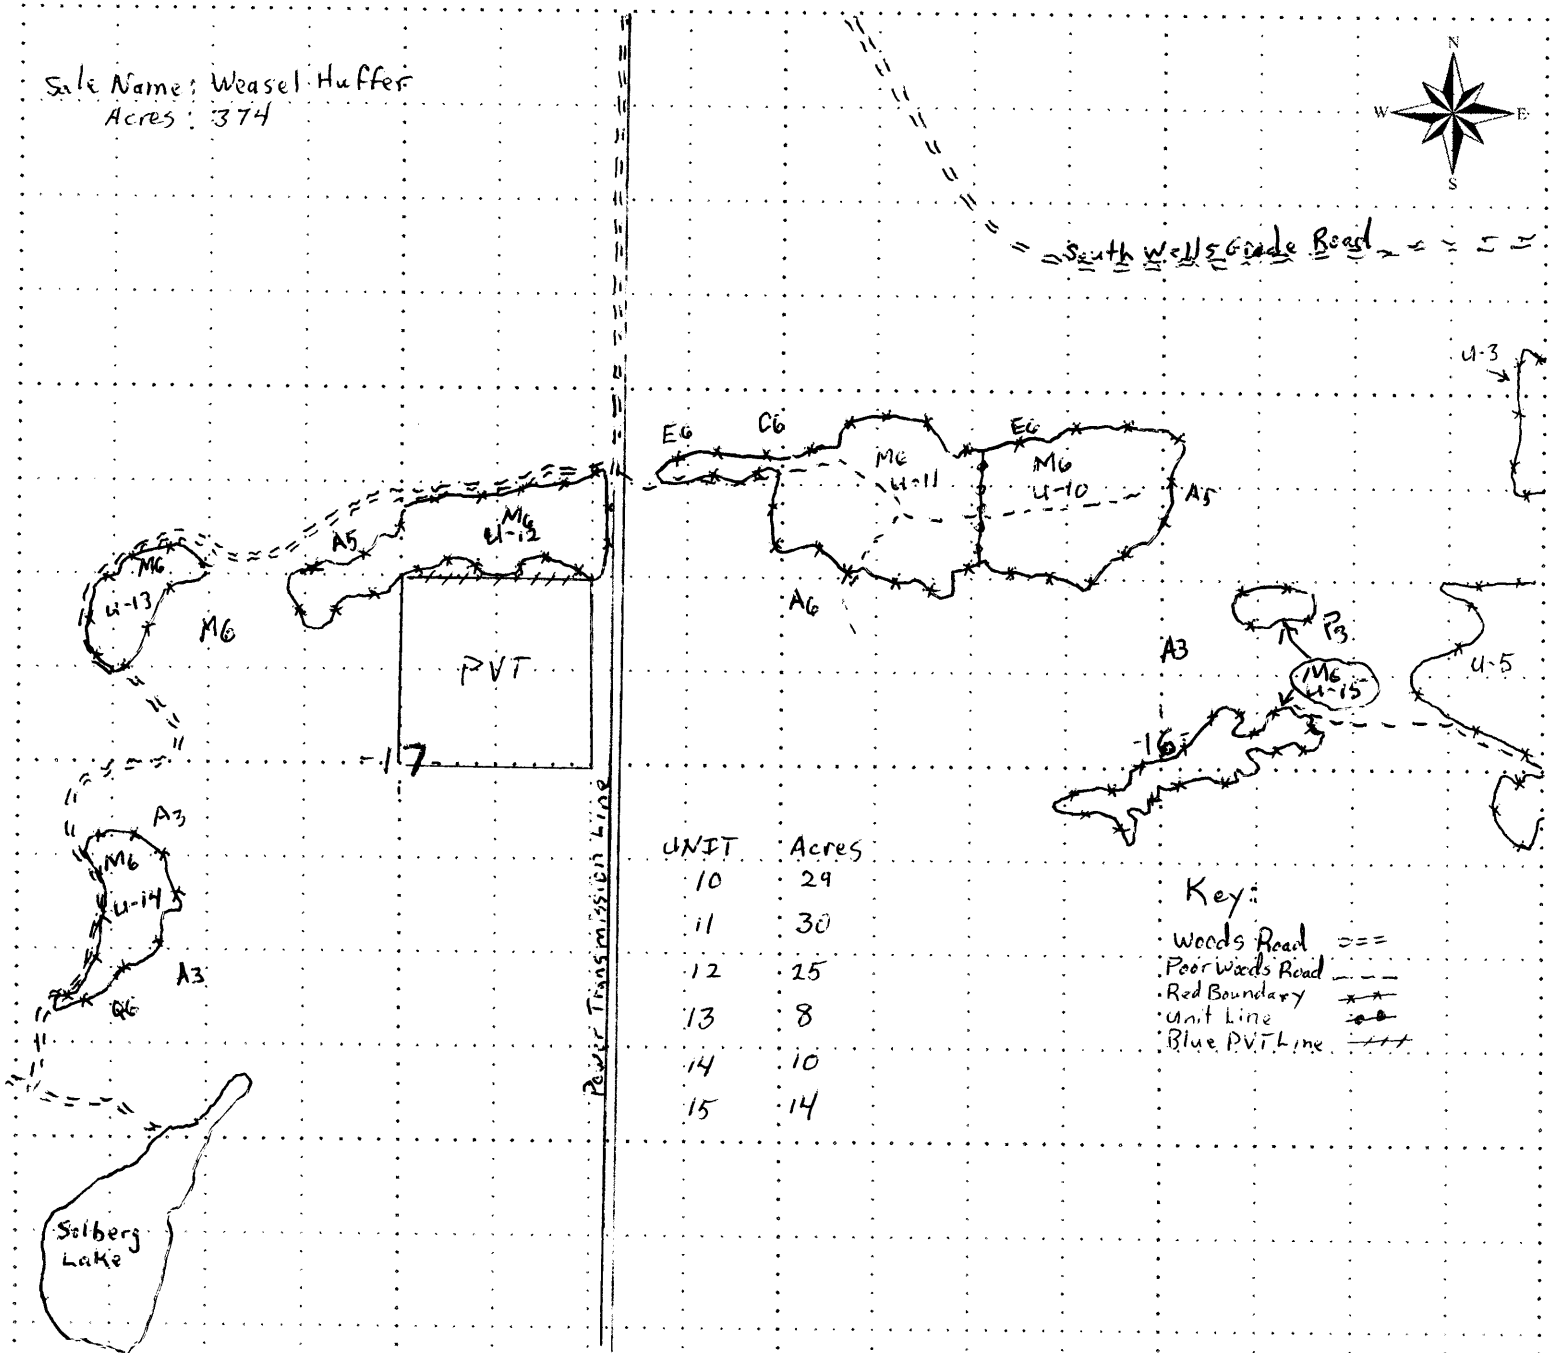 Sale Name: Weasel Huffer
Acres: 374
N
W E
S
South Wells Grade Road
U-3
E6 C6 E6
M6
U-11
M6
U-10
A5
M6
U-12
A5
M6
U-13
M6
A6
P3
A3
M6
U-15
U-5
PVT
-16-
-17-
A3
M6
U-14
A3
Q6
Power Transmission Line
UNIT Acres
10 29
11 30
12 25
13 8
14 10
15 14
Key:
Woods Road ===
Poor Woods Road ---
Red Boundary
Unit Line
Blue PVT Line
Solberg
Lake